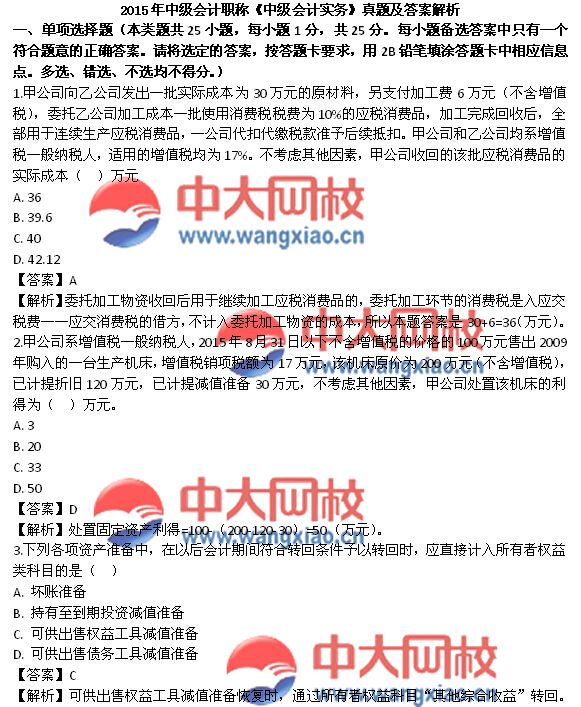 2015年中级会计职称《中级会计实务》真题及答案解析
一、单项选择题（本类题共25小题，每小题1分，共25分。每小题备选答案中只有一个
符合题意的正确答案。请将选定的答案，按答题卡要求，用2B铅笔填涂答题卡中相应信息
点。多选、错选、不选均不得分。）
1.甲公司向乙公司发出一批实际成本为30万元的原材料，另支付加工费6万元（不含增值
税），委托乙公司加工成本一批使用消费税税费为10%的应税消费品，加工完成回收后，全
部用于连续生产应税消费品，一公司代扣代缴税款准予后续抵扣。甲公司和乙公司均系增值
税一般纳税人，适用的增值税均为17%。不考虑其他因素，甲公司收回的该批应税消费品的
实际成本（ ）万元
A. 36
B. 39.6
C. 40
D. 42.12
【答案】A
【解析】委托加工物资收回后用于继续加工应税消费品的，委托加工环节的消费税是入应交
税费——应交消费税的借方，不计入委托加工物资的成本，所以本题答案是 30+6=36(万元)。
2.甲公司系增值税一般纳税人，2015年8月31日以下不含增值税的价格的100万元售出2009
年购入的一台生产机床，增值税销项税额为17万元，该机床原价为200万元（不含增值税），
已计提折旧120万元，已计提减值准备30万元，不考虑其他因素，甲公司处置该机床的利
得为（ ）万元。
A. 3
B. 20
C. 33
D. 50
【答案】D
【解析】处置固定资产利得=100-（200-120-30）=50（万元）。
3.下列各项资产准备中，在以后会计期间符合转回条件予以转回时，应直接计入所有者权益
类科目的是（ ）
A. 坏账准备
B. 持有至到期投资减值准备
C. 可供出售权益工具减值准备
D. 可供出售债务工具减值准备
【答案】C
【解析】可供出售权益工具减值准备恢复时，通过所有者权益科目“其他综合收益”转回。
中大网校
www.wangxiao.cn
中大网校
www.wangxiao.cn
中大网校
www.wangxiao.cn
中大网校
www.wangxiao.cn